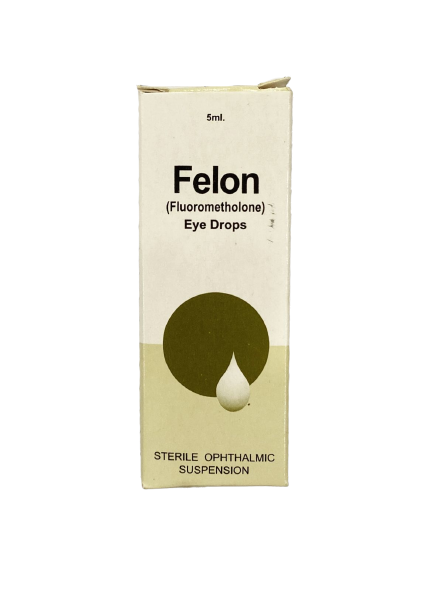 5ml.
Felon
(Fluorometholone)
Eye Drops
STERILE OPHTHALMIC
SUSPENSION